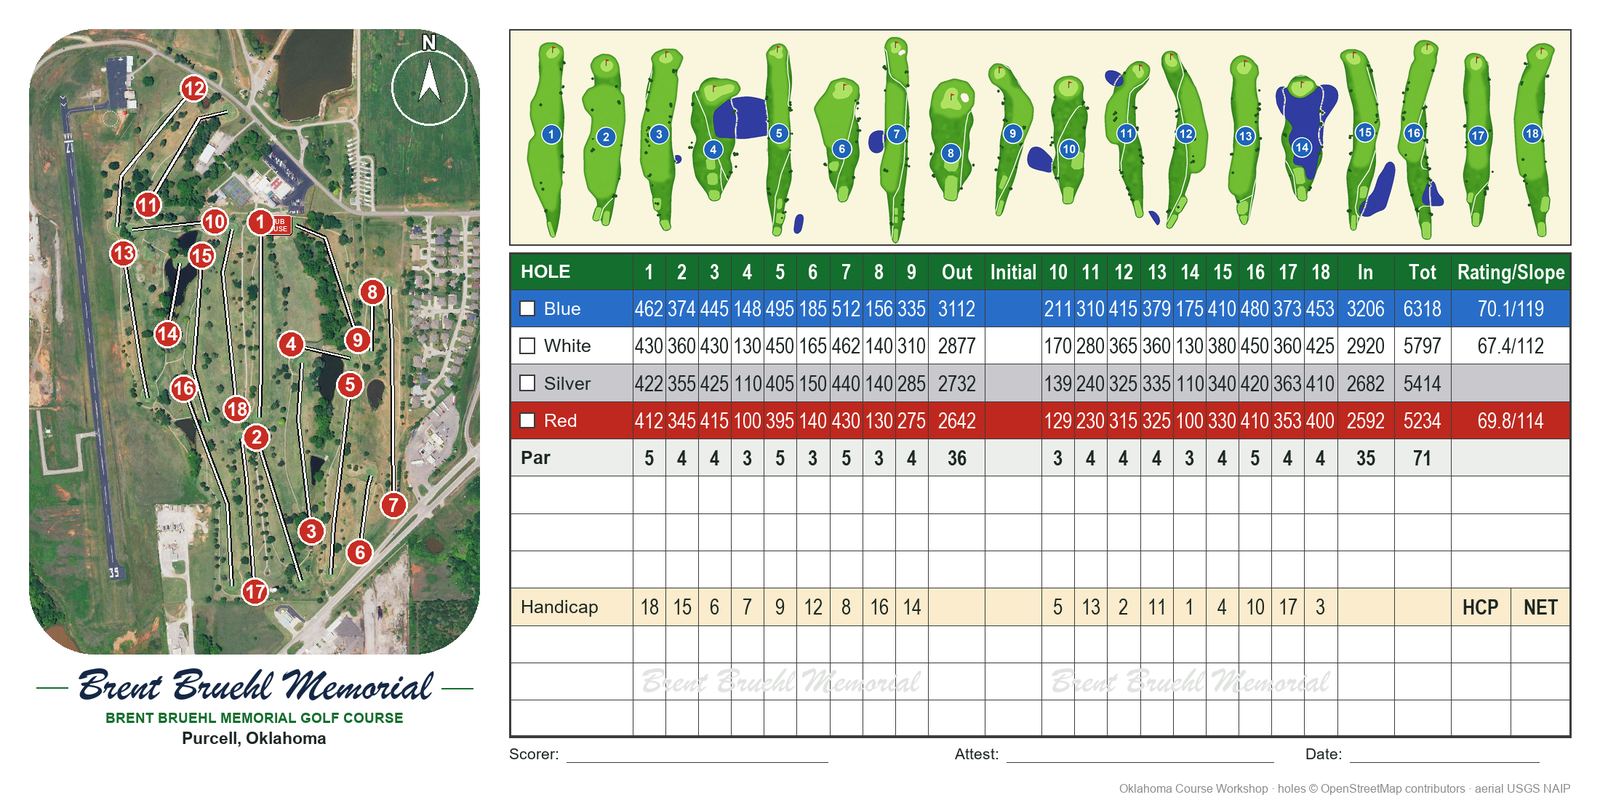 N
12
11
10
1
UB
USE
13
15
8
14
4
9
5
16
18
2
7
3
6
17
35
Brent Bruehl Memorial
BRENT BRUEHL MEMORIAL GOLF COURSE
Purcell, Oklahoma
1 2 3 4 5 6 7 8 9 10 11 12 13 14 15 16 17 18
HOLE 1 2 3 4 5 6 7 8 9 Out Initial 10 11 12 13 14 15 16 17 18 In Tot Rating/Slope
Blue 462 374 445 148 495 185 512 156 335 3112 211 310 415 379 175 410 480 373 453 3206 6318 70.1/119
White 430 360 430 130 450 165 462 140 310 2877 170 280 365 360 130 380 450 360 425 2920 5797 67.4/112
Silver 422 355 425 110 405 150 440 140 285 2732 139 240 325 335 110 340 420 363 410 2682 5414
Red 412 345 415 100 395 140 430 130 275 2642 129 230 315 325 100 330 410 353 400 2592 5234 69.8/114
Par 5 4 4 3 5 3 5 3 4 36 3 4 4 4 3 4 5 4 4 35 71
Handicap 18 15 6 7 9 12 8 16 14 5 13 2 11 1 4 10 17 3 HCP NET
Brent Bruehl Memorial Brent Bruehl Memorial
Scorer: Attest: Date:
Oklahoma Course Workshop · holes © OpenStreetMap contributors · aerial USGS NAIP